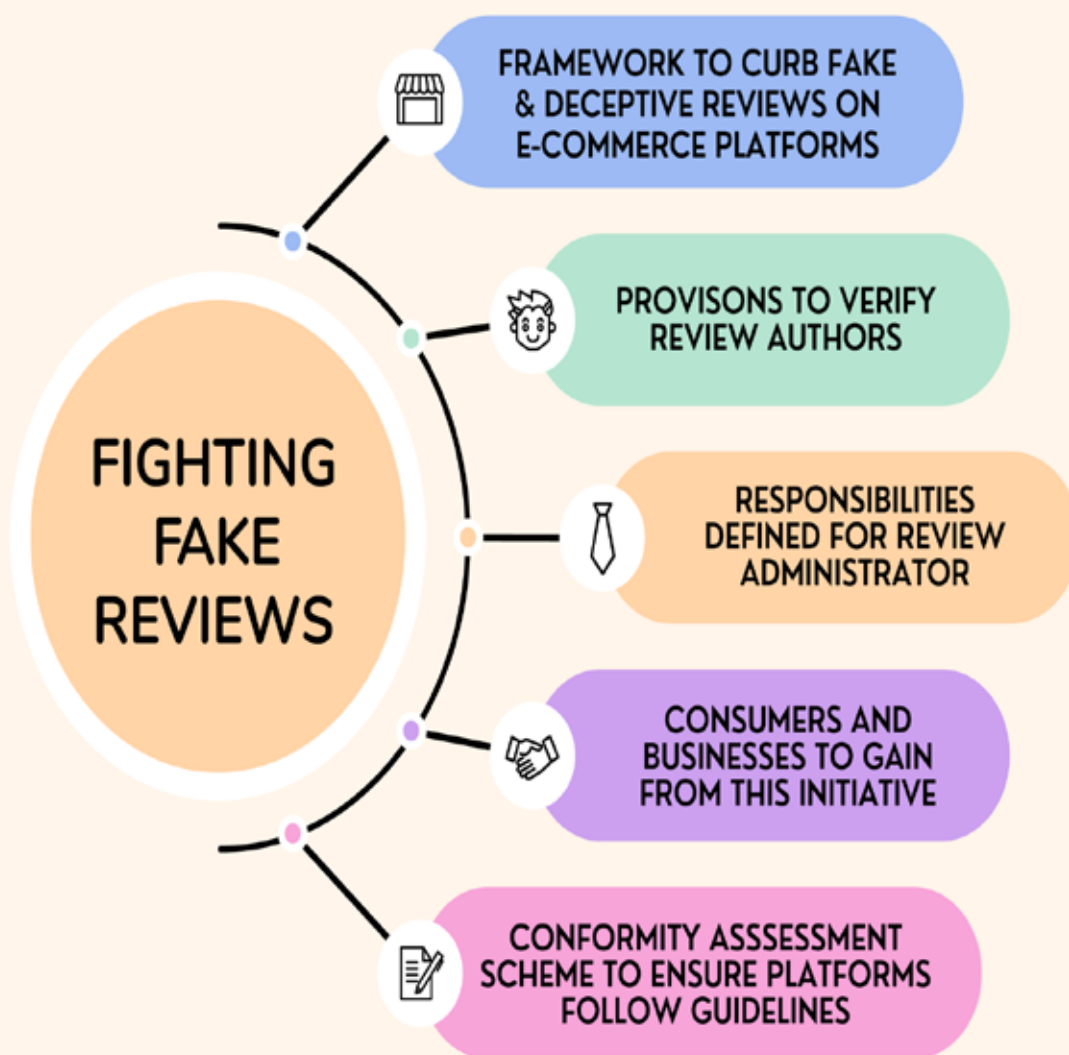 FRAMEWORK TO CURB FAKE
& DECEPTIVE REVIEWS ON
E-COMMERCE PLATFORMS
PROVISONS TO VERIFY
REVIEW AUTHORS
FIGHTING
FAKE
REVIEWS
RESPONSIBILITIES
DEFINED FOR REVIEW
ADMINISTRATOR
CONSUMERS AND
BUSINESSES TO GAIN
FROM THIS INITIATIVE
CONFORMITY ASSSESSMENT
SCHEME TO ENSURE PLATFORMS
FOLLOW GUIDELINES